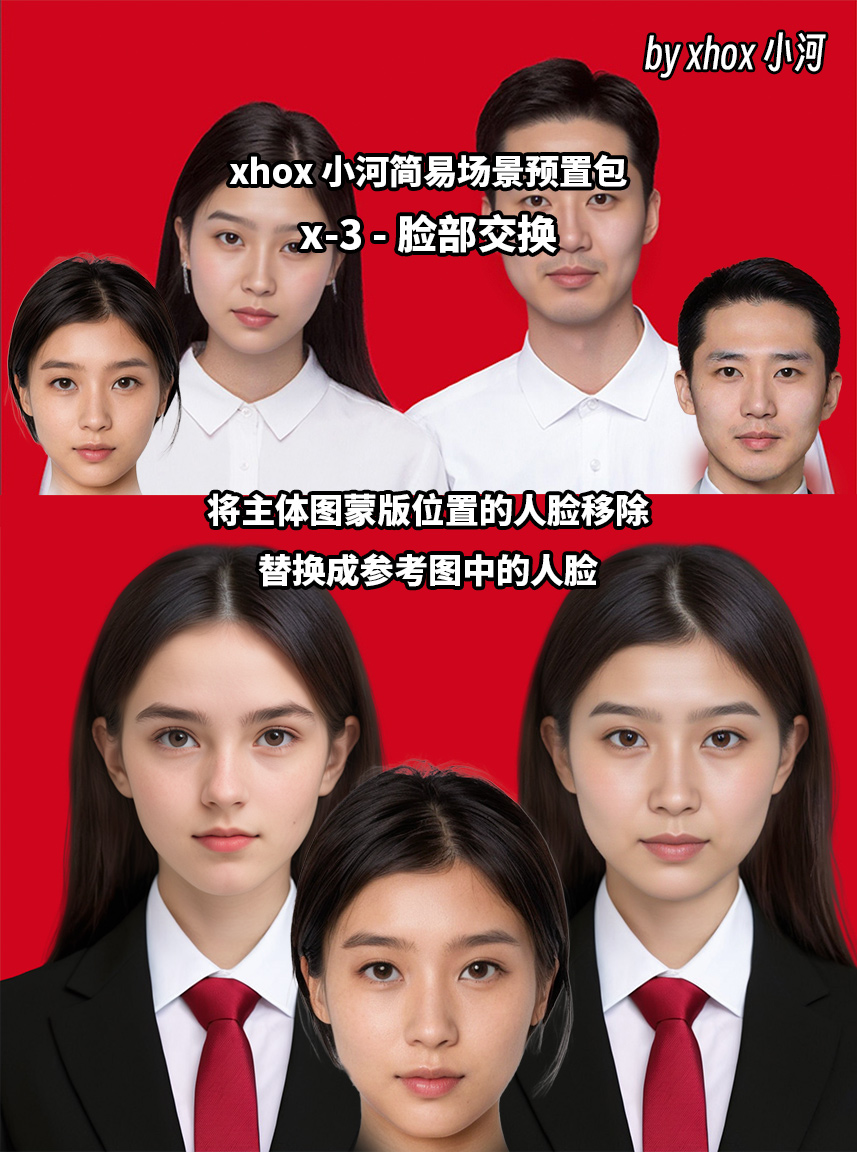 by xhox 小河
xhox 小河简易场景预置包
x-3 - 脸部交换
将主体图蒙版位置的人脸移除
替换成参考图中的人脸